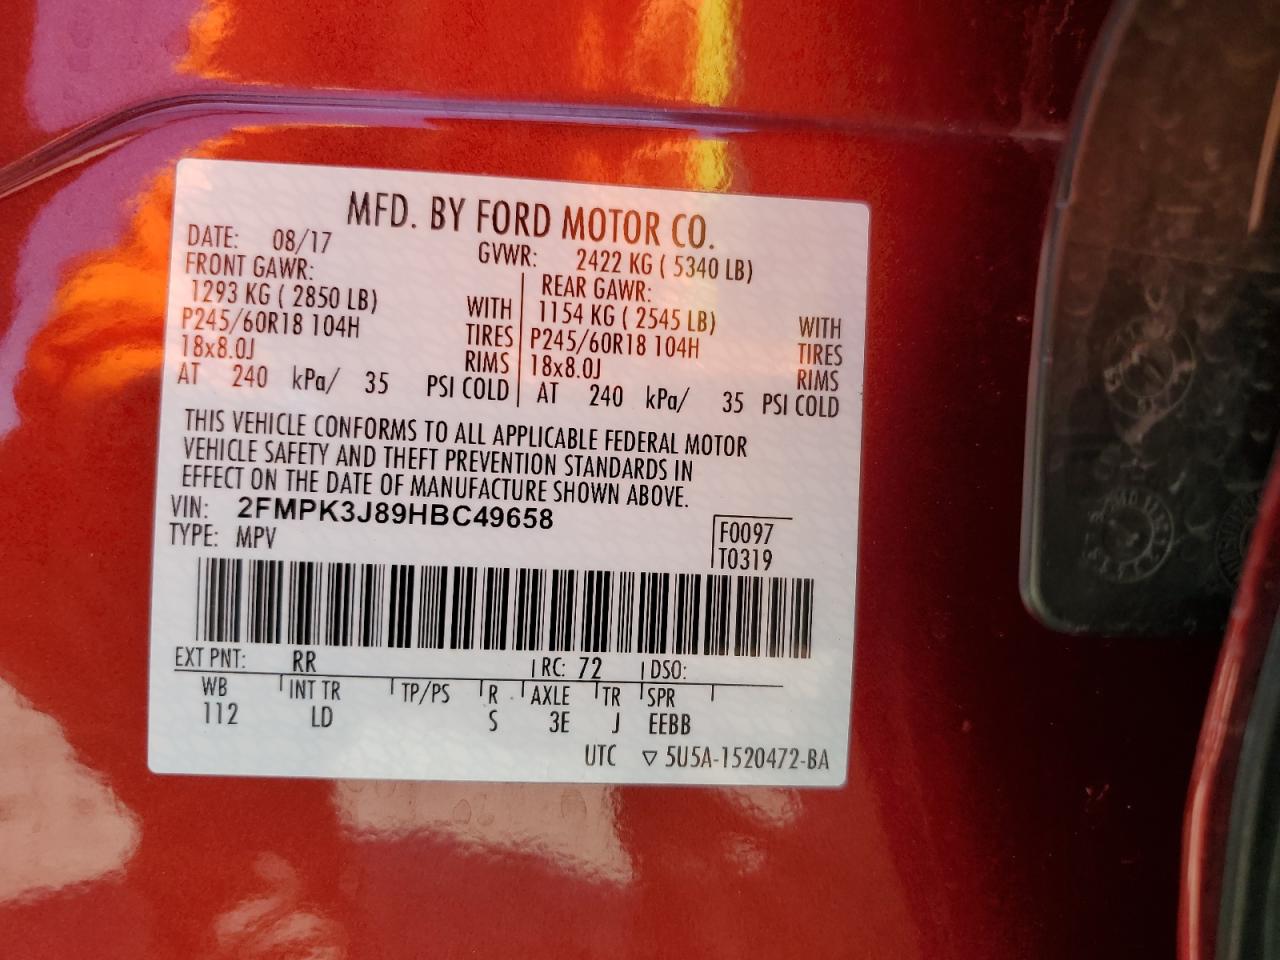 MFD. BY FORD MOTOR CO.
DATE: 08/17 GVWR: 2422 KG ( 5340 LB)
FRONT GAWR: REAR GAWR:
1293 KG ( 2850 LB) WITH 1154 KG ( 2545 LB) WITH
P245/60R18 104H TIRES P245/60R18 104H TIRES
18x8.0J RIMS 18x8.0J RIMS
AT 240 kPa/ 35 PSI COLD AT 240 kPa/ 35 PSI COLD
THIS VEHICLE CONFORMS TO ALL APPLICABLE FEDERAL MOTOR
VEHICLE SAFETY AND THEFT PREVENTION STANDARDS IN
EFFECT ON THE DATE OF MANUFACTURE SHOWN ABOVE.
VIN: 2FMPK3J89HBC49658
TYPE: MPV
F0097
T0319
EXT PNT: RR RC: 72 DSO:
WB INT TR TP/PS R AXLE TR SPR
112 LD S 3E J EEBB
UTC ▽ 5U5A-1520472-BA